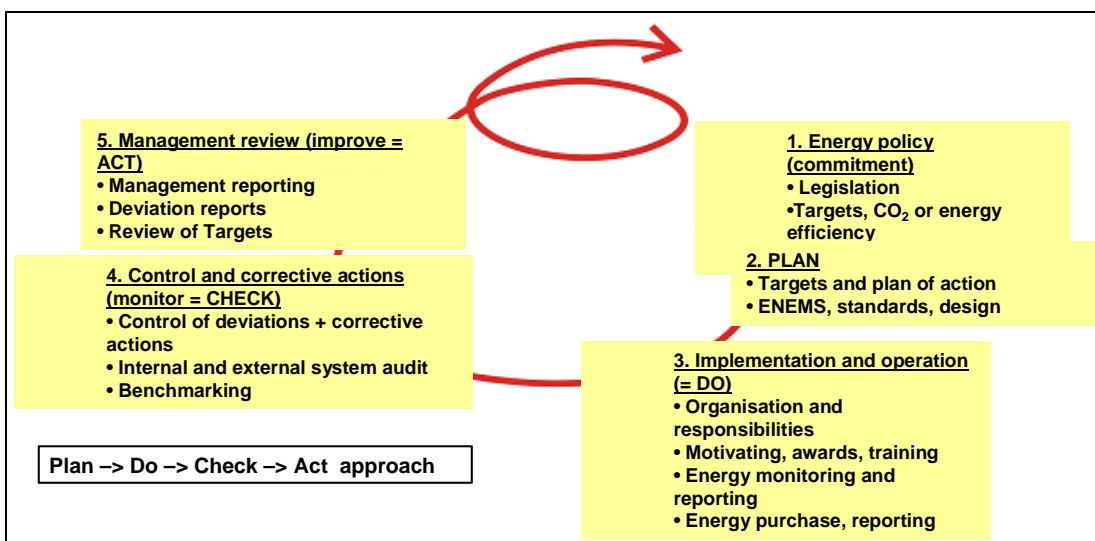 1. Energy policy
(commitment)
• Legislation
•Targets, CO₂ or energy
efficiency
2. PLAN
• Targets and plan of action
• ENEMS, standards, design
3. Implementation and operation
(= DO)
• Organisation and
responsibilities
• Motivating, awards, training
• Energy monitoring and
reporting
• Energy purchase, reporting
4. Control and corrective actions
(monitor = CHECK)
• Control of deviations + corrective
actions
• Internal and external system audit
• Benchmarking
5. Management review (improve =
ACT)
• Management reporting
• Deviation reports
• Review of Targets
Plan –> Do –> Check –> Act approach